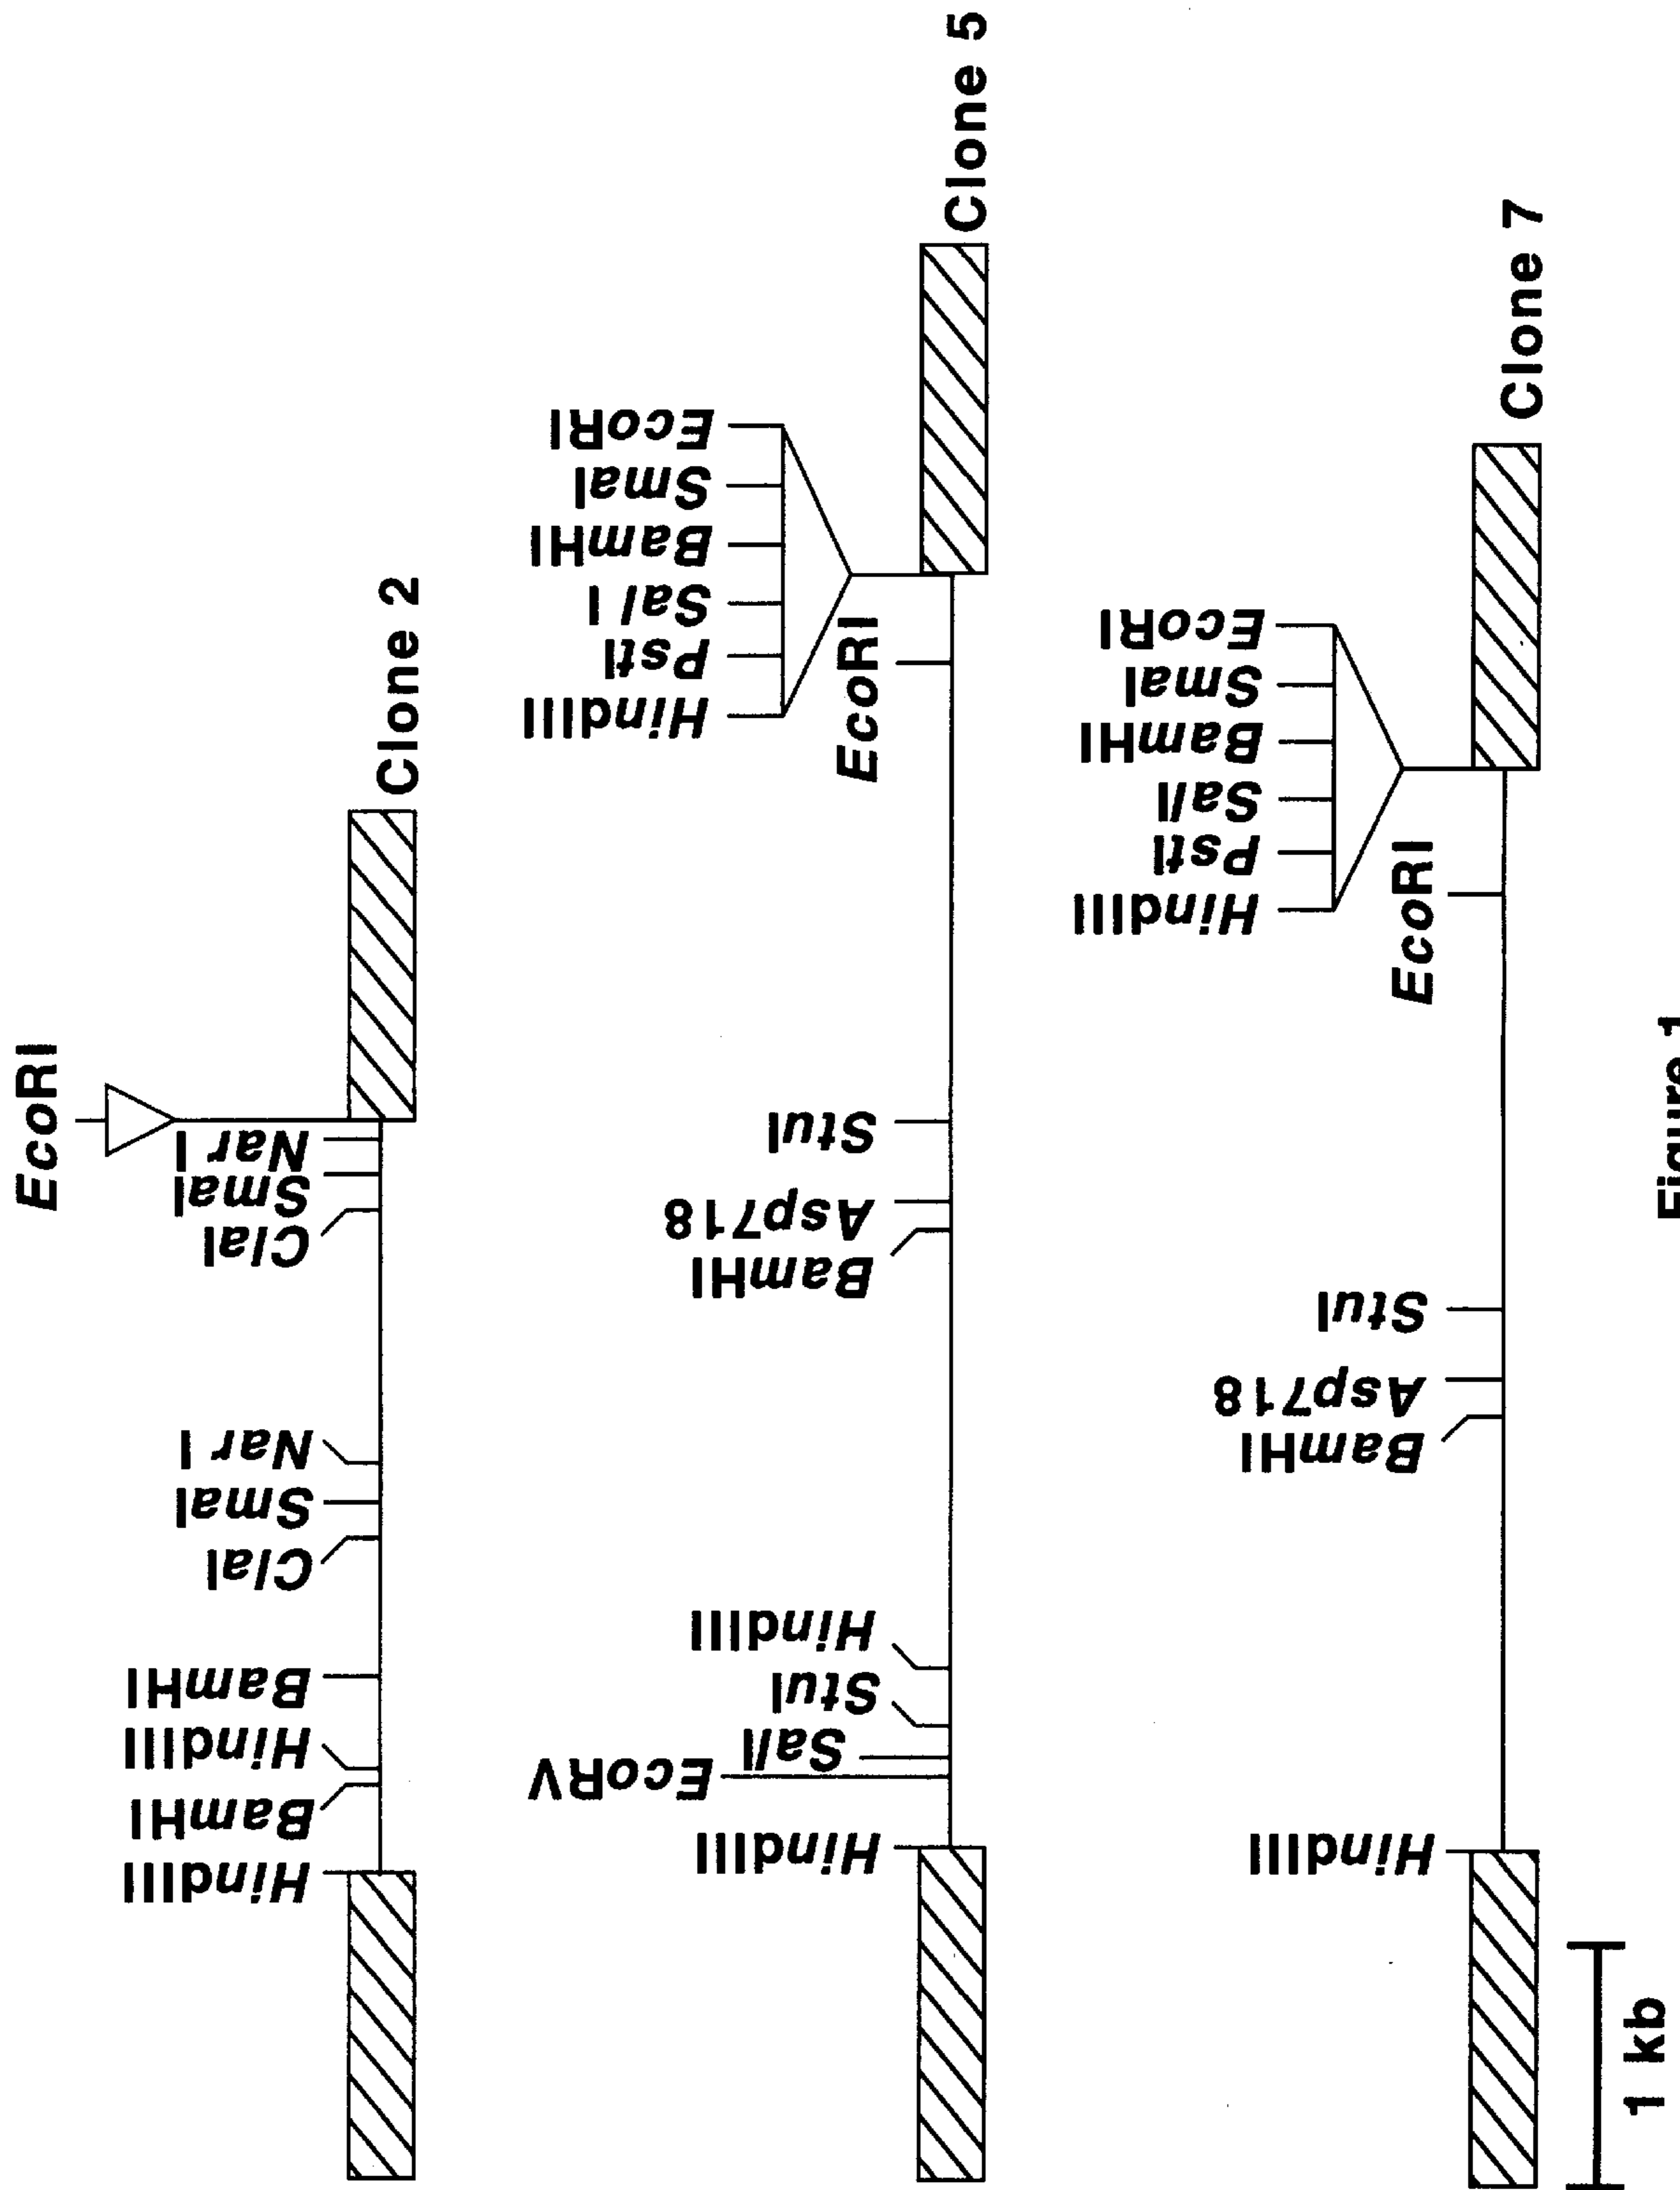 EcoRI
HindIII
BamHI
HindIII
BamHI
ClaI
SmaI
Nar I
ClaI
SmaI
Nar I
Clone 2
HindIII
PstI
Sal I
BamHI
SmaI
EcoRI
HindIII
EcoRV
SalI
StuI
HindIII
BamHI
Asp718
StuI
EcoRI
Clone 5
HindIII
PstI
SalI
BamHI
SmaI
EcoRI
HindIII
BamHI
Asp718
StuI
EcoRI
Clone 7
1 kb
Figure 1